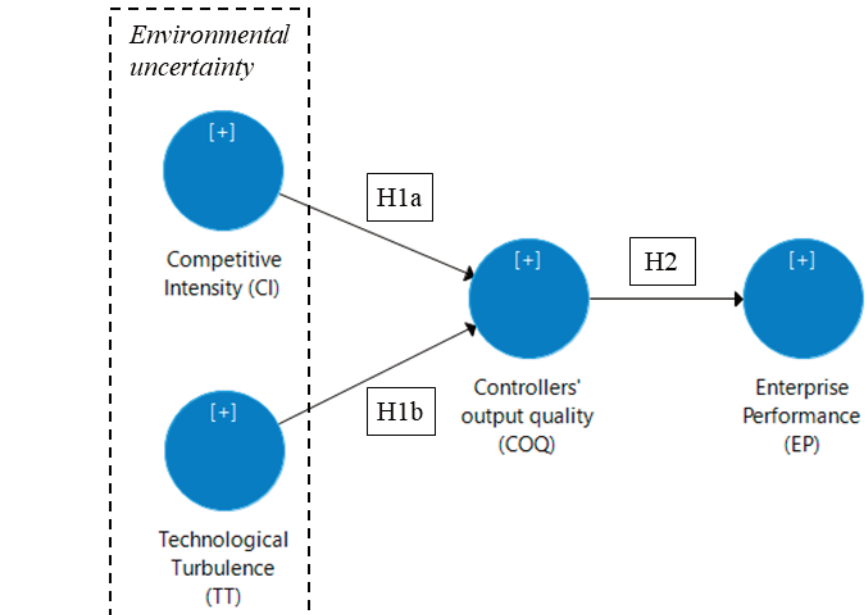 Environmental
uncertainty
[+]
Competitive
Intensity (CI)
H1a
[+]
Controllers'
output quality
(COQ)
H2
[+]
Enterprise
Performance
(EP)
H1b
[+]
Technological
Turbulence
(TT)